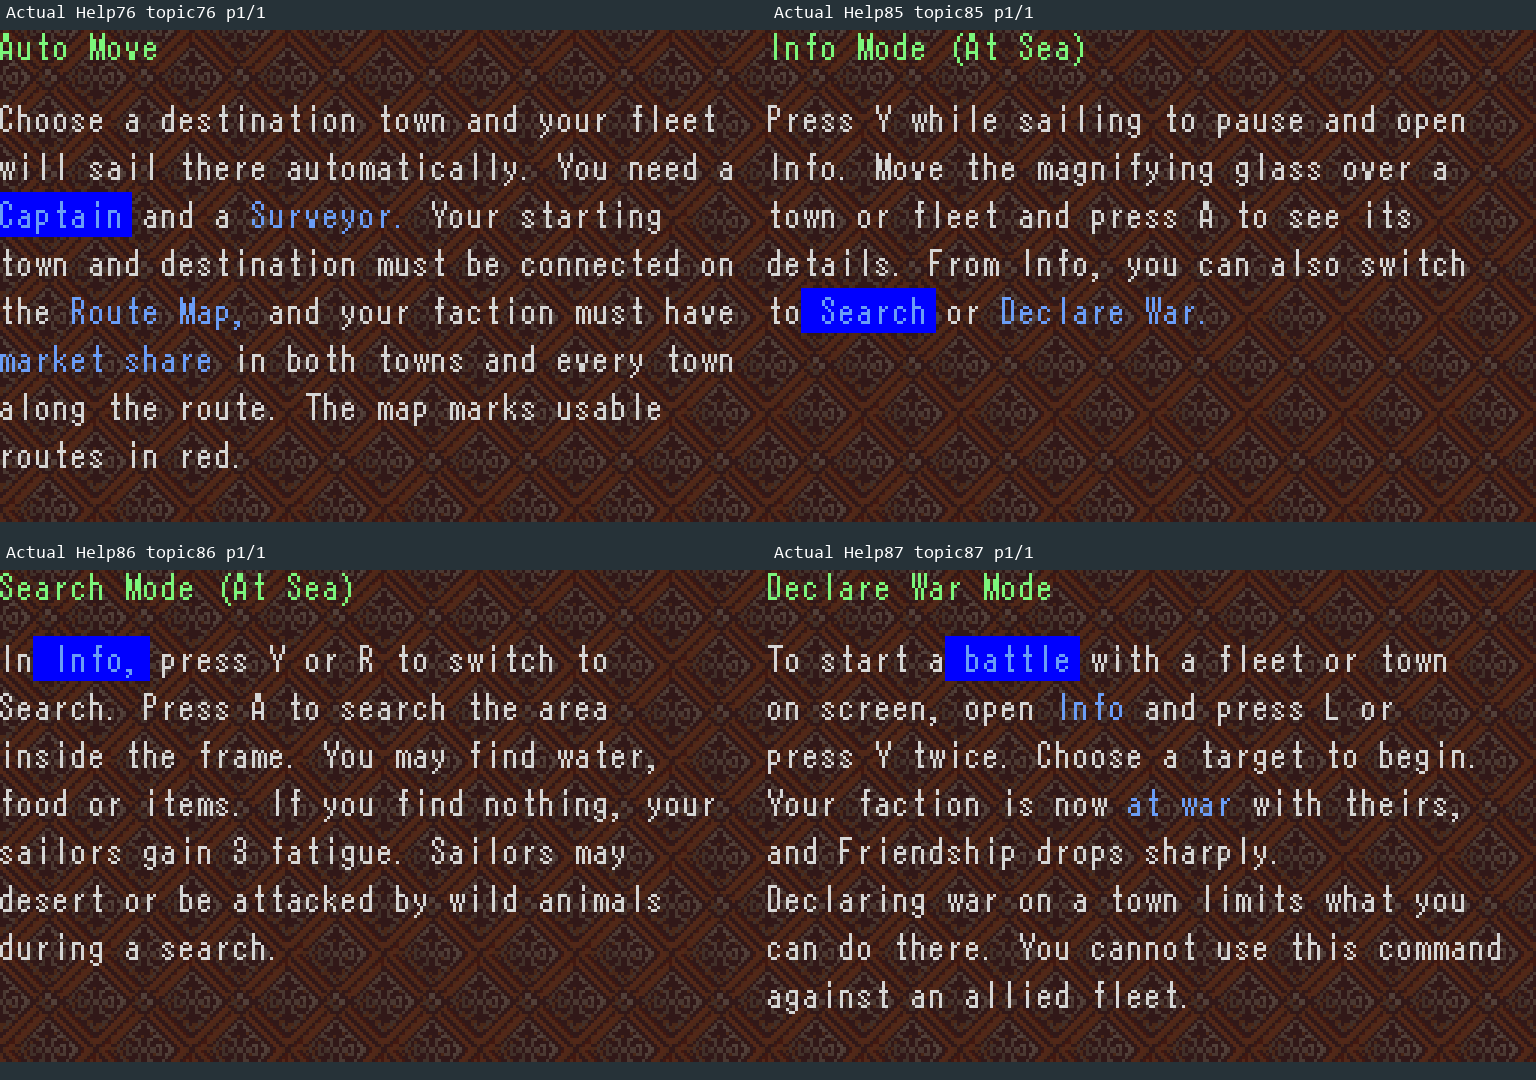 Actual Help76 topic76 p1/1
Auto Move
Choose a destination town and your fleet
will sail there automatically. You need a
Captain and a Surveyor. Your starting
town and destination must be connected on
the Route Map, and your faction must have
market share in both towns and every town
along the route. The map marks usable
routes in red.
Actual Help85 topic85 p1/1
Info Mode (At Sea)
Press Y while sailing to pause and open
Info. Move the magnifying glass over a
town or fleet and press A to see its
details. From Info, you can also switch
to Search or Declare War.
Actual Help86 topic86 p1/1
Search Mode (At Sea)
In Info, press Y or R to switch to
Search. Press A to search the area
inside the frame. You may find water,
food or items. If you find nothing, your
sailors gain 3 fatigue. Sailors may
desert or be attacked by wild animals
during a search.
Actual Help87 topic87 p1/1
Declare War Mode
To start a battle with a fleet or town
on screen, open Info and press L or
press Y twice. Choose a target to begin.
Your faction is now at war with theirs,
and Friendship drops sharply.
Declaring war on a town limits what you
can do there. You cannot use this command
against an allied fleet.